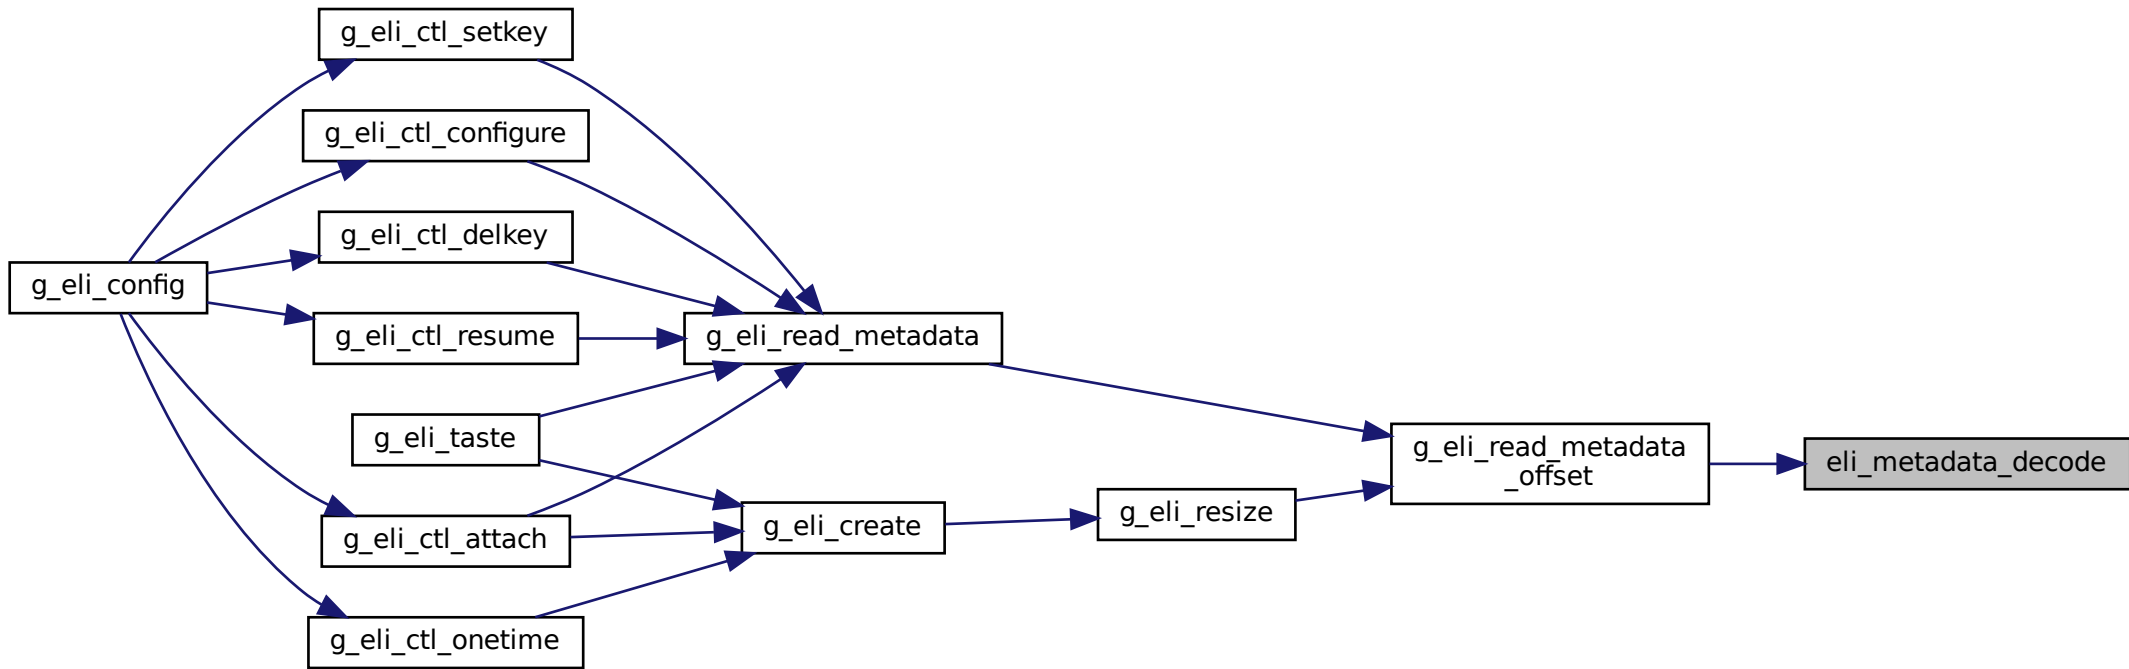 g_eli_ctl_setkey
g_eli_ctl_configure
g_eli_ctl_delkey
g_eli_config
g_eli_ctl_resume
g_eli_read_metadata
g_eli_taste
g_eli_read_metadata
_offset
eli_metadata_decode
g_eli_resize
g_eli_create
g_eli_ctl_attach
g_eli_ctl_onetime